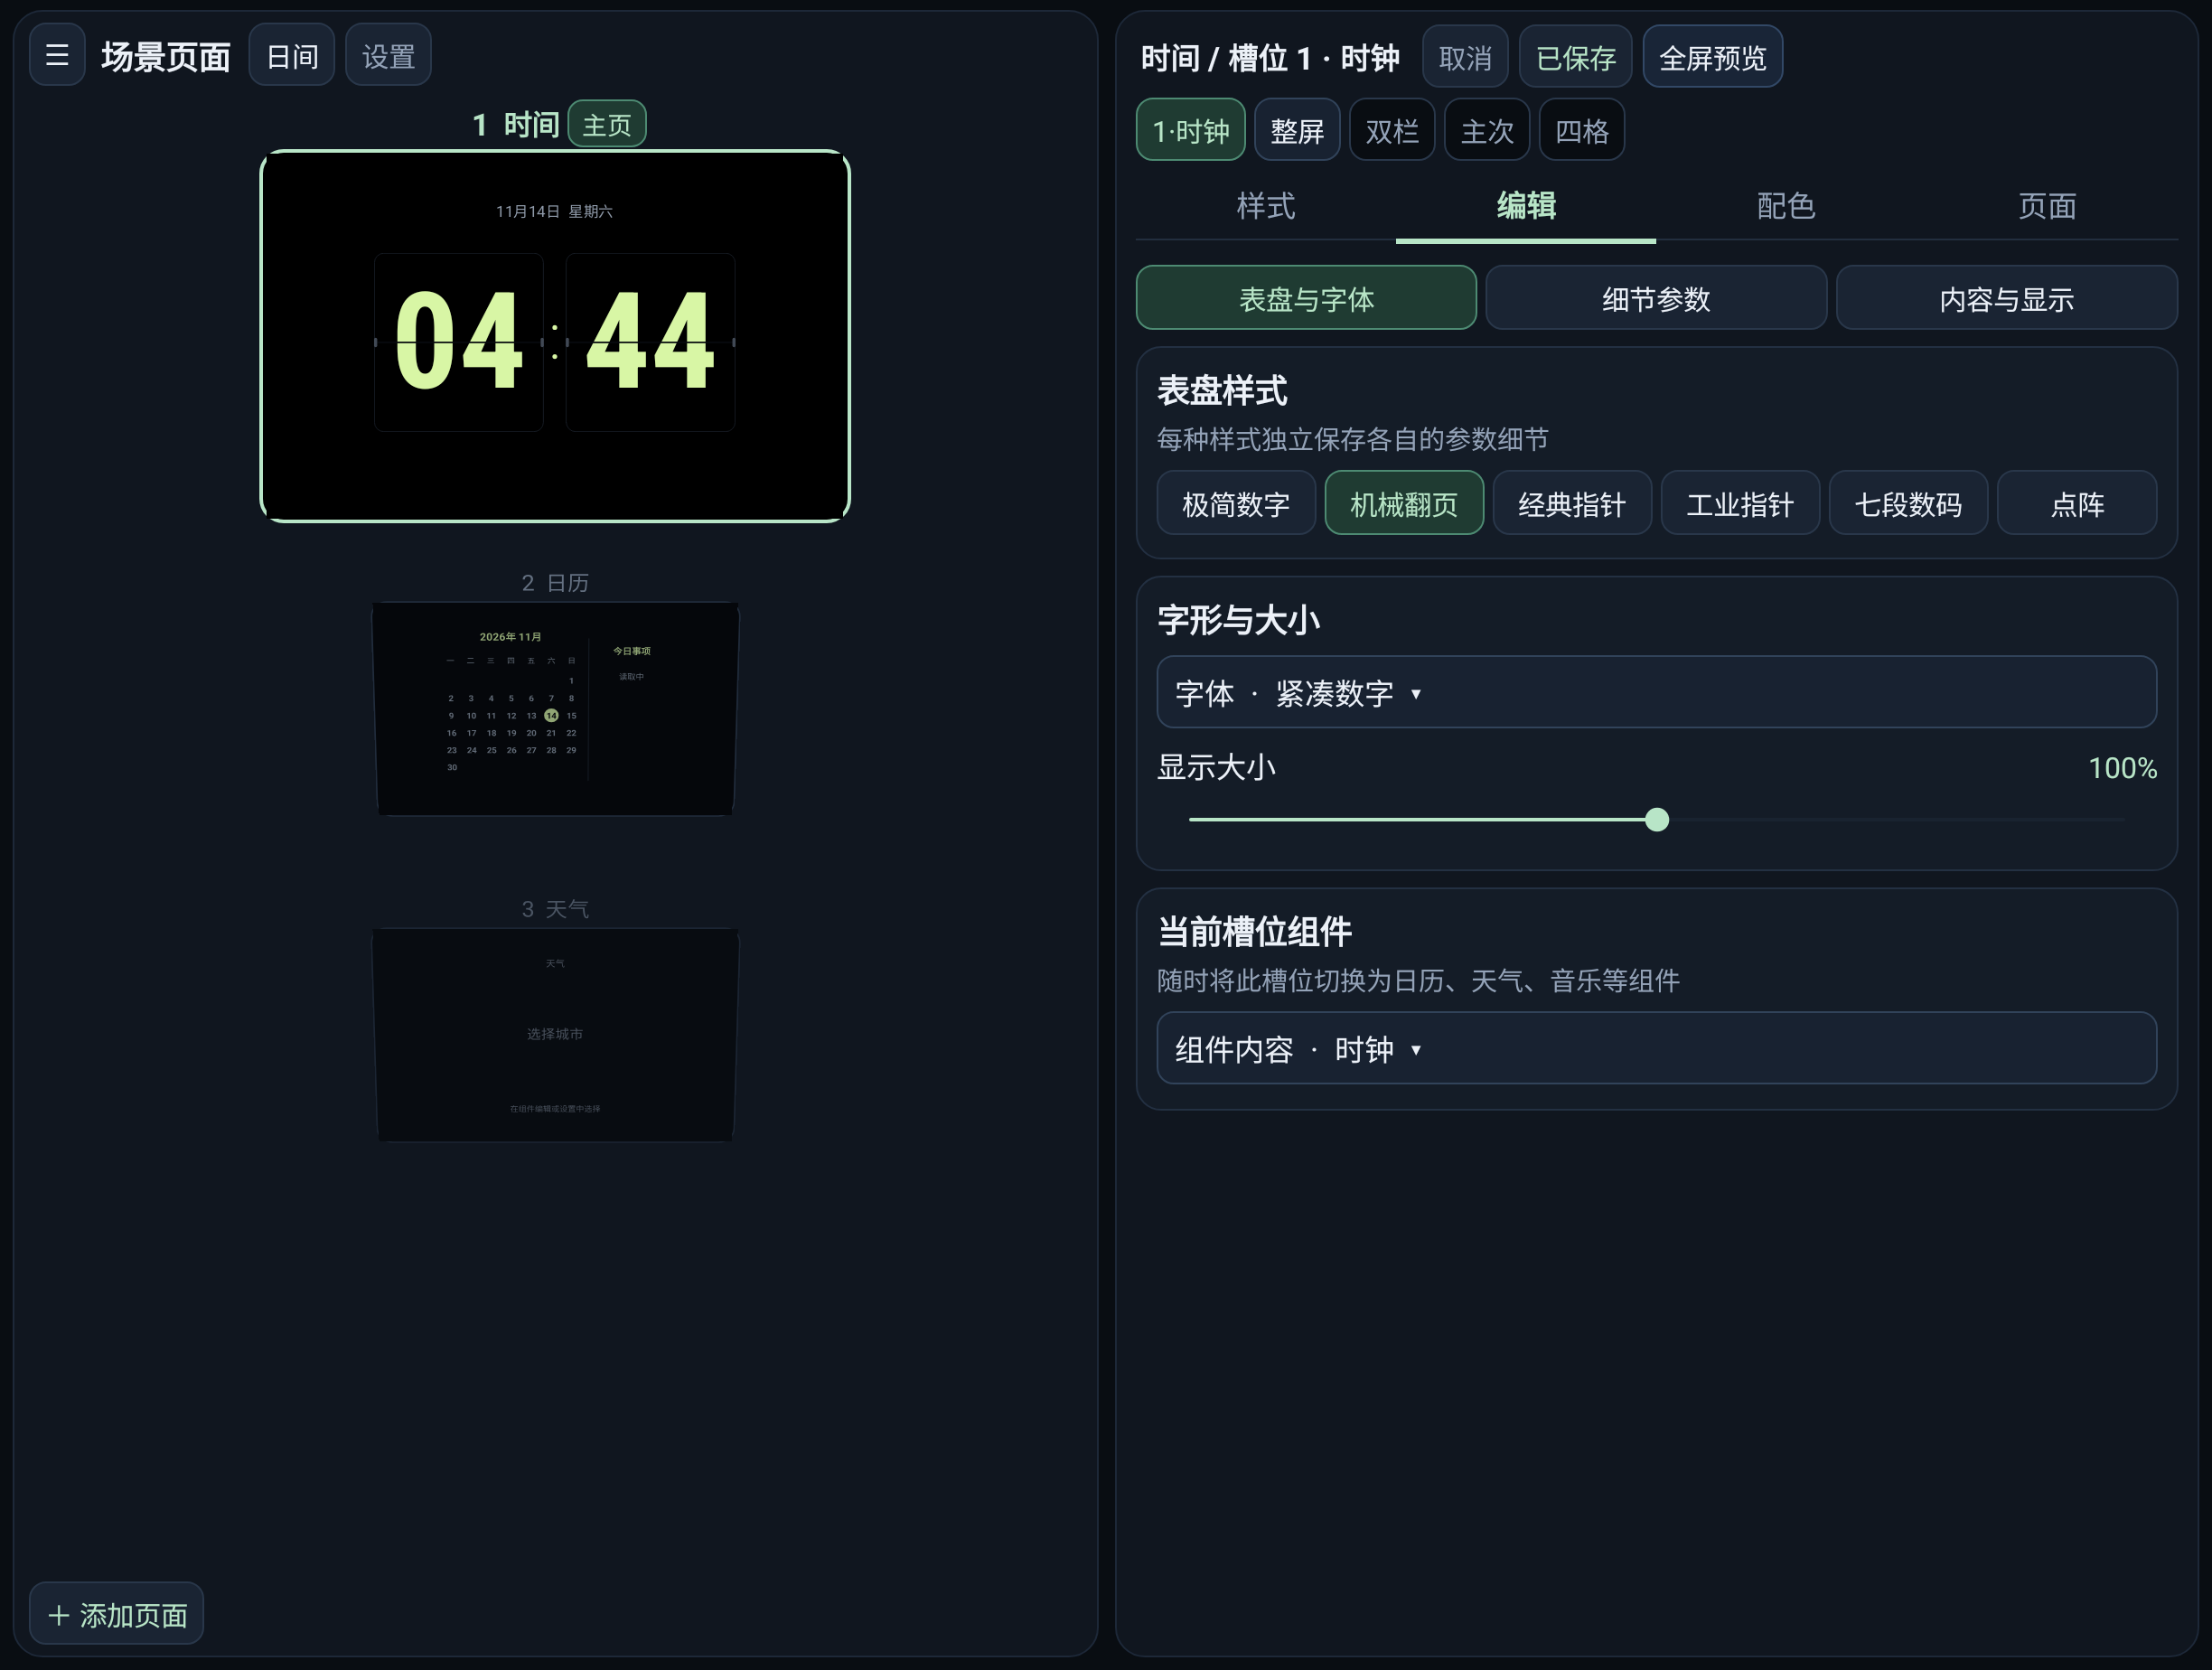 ☰ 场景页面 日间 设置
1 时间 主页
11月14日 星期六
04:44
2 日历
2026年 11月
一 二 三 四 五 六 日
1
2 3 4 5 6 7 8
9 10 11 12 13 14 15
16 17 18 19 20 21 22
23 24 25 26 27 28 29
30
今日事项
读取中
3 天气
天气
选择城市
在组件编辑或设置中选择
＋ 添加页面
时间 / 槽位 1 · 时钟 取消 已保存 全屏预览
1·时钟 整屏 双栏 主次 四格
样式 编辑 配色 页面
表盘与字体 细节参数 内容与显示
表盘样式
每种样式独立保存各自的参数细节
极简数字 机械翻页 经典指针 工业指针 七段数码 点阵
字形与大小
字体 · 紧凑数字 ▾
显示大小 100%
当前槽位组件
随时将此槽位切换为日历、天气、音乐等组件
组件内容 · 时钟 ▾